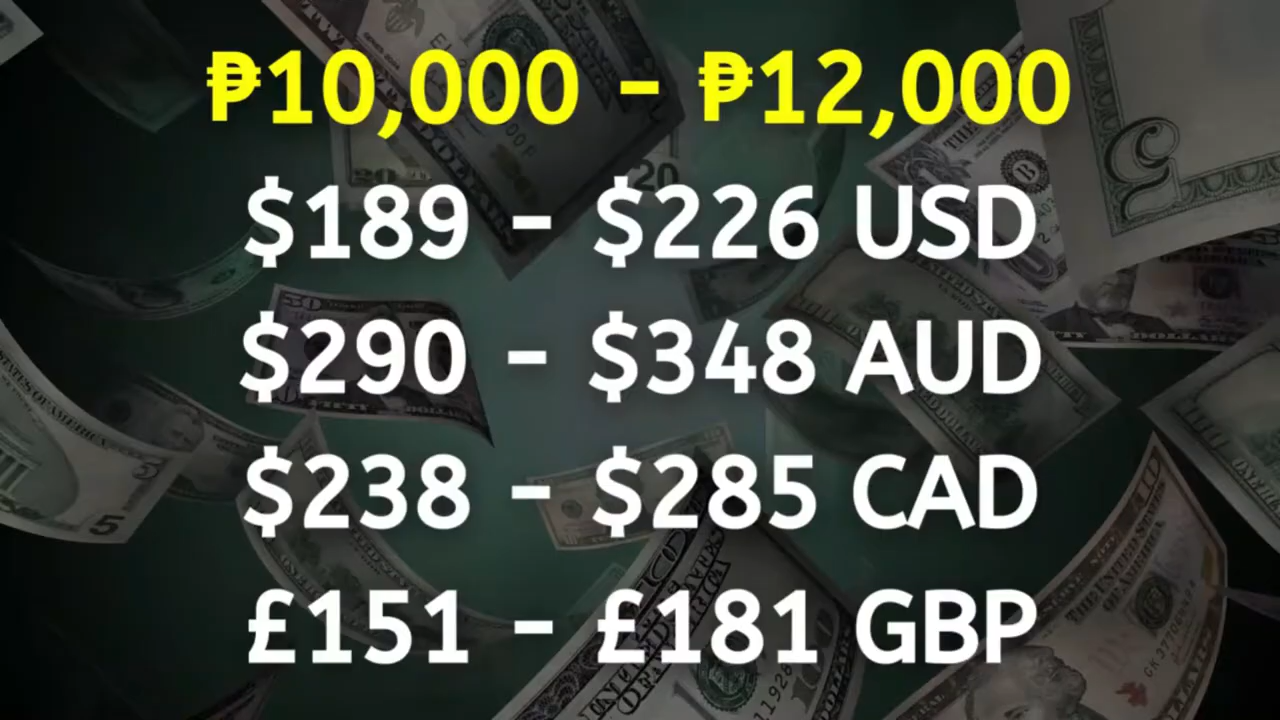 ₱10,000 - ₱12,000
$189 - $226 USD
$290 - $348 AUD
$238 - $285 CAD
£151 - £181 GBP